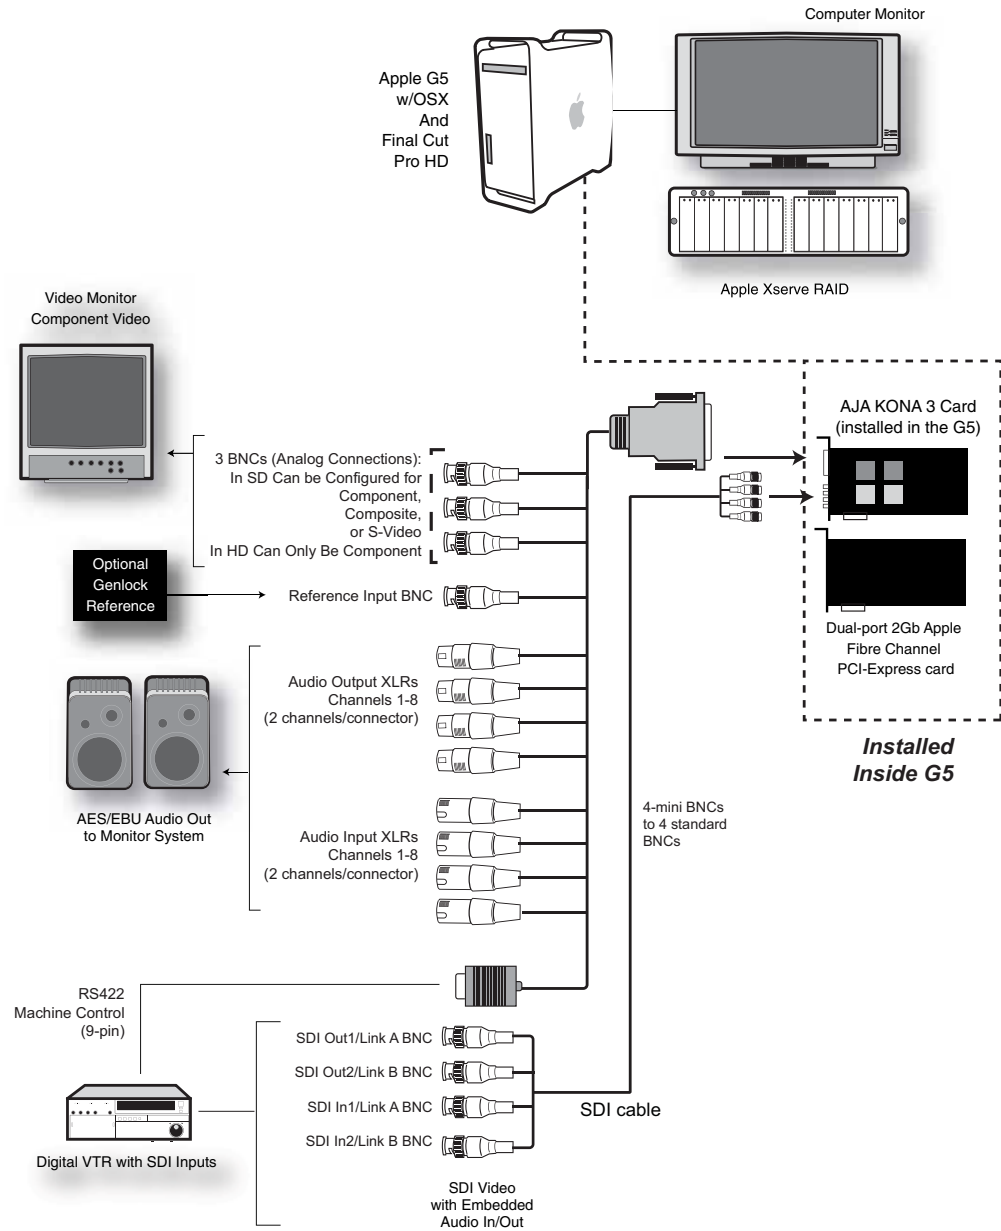 Computer Monitor
Apple G5
w/OSX
And
Final Cut
Pro HD
Apple Xserve RAID
Video Monitor
Component Video
AJA KONA 3 Card
(installed in the G5)
3 BNCs (Analog Connections):
In SD Can be Configured for
Component,
Composite,
or S-Video
In HD Can Only Be Component
Optional
Genlock
Reference
Reference Input BNC
Dual-port 2Gb Apple
Fibre Channel
PCI-Express card
Audio Output XLRs
Channels 1-8
(2 channels/connector)
Installed
Inside G5
AES/EBU Audio Out
to Monitor System
4-mini BNCs
to 4 standard
BNCs
Audio Input XLRs
Channels 1-8
(2 channels/connector)
RS422
Machine Control
(9-pin)
SDI Out1/Link A BNC
SDI Out2/Link B BNC
SDI In1/Link A BNC
SDI In2/Link B BNC
SDI cable
Digital VTR with SDI Inputs
SDI Video
with Embedded
Audio In/Out